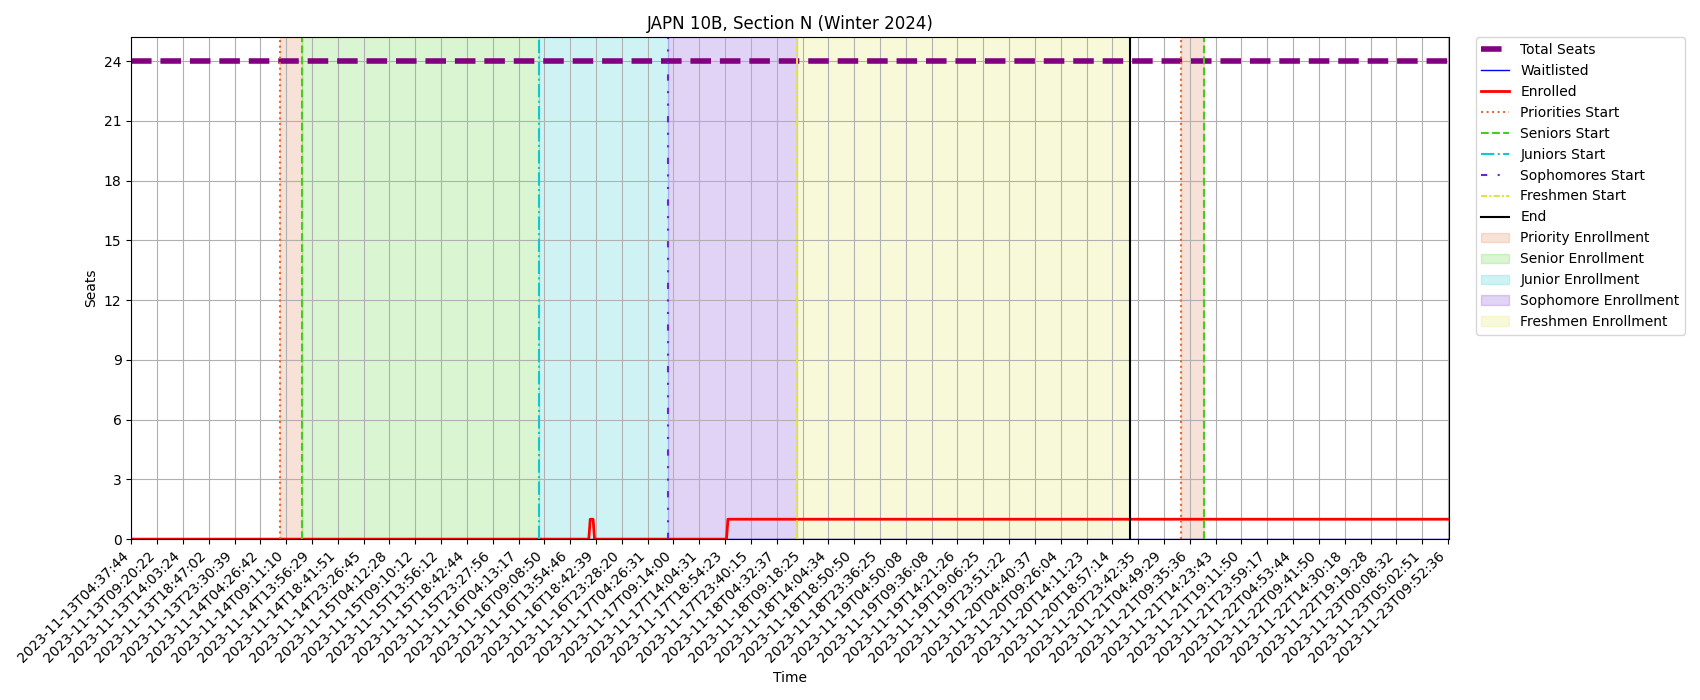 JAPN 10B, Section N (Winter 2024)
Seats
24
21
18
15
12
9
6
3
0
2023-11-13T04:37:44
2023-11-13T09:20:22
2023-11-13T14:03:24
2023-11-13T18:47:02
2023-11-13T23:30:39
2023-11-14T04:26:42
2023-11-14T09:11:10
2023-11-14T13:56:29
2023-11-14T18:41:51
2023-11-14T23:26:45
2023-11-15T04:12:28
2023-11-15T09:10:12
2023-11-15T13:56:12
2023-11-15T18:42:44
2023-11-15T23:27:56
2023-11-16T04:13:17
2023-11-16T09:08:50
2023-11-16T13:54:46
2023-11-16T18:42:39
2023-11-16T23:28:20
2023-11-17T04:26:31
2023-11-17T09:14:00
2023-11-17T14:04:31
2023-11-17T18:54:23
2023-11-17T23:40:15
2023-11-18T04:32:37
2023-11-18T09:18:25
2023-11-18T14:04:34
2023-11-18T18:50:50
2023-11-18T23:36:25
2023-11-19T04:50:08
2023-11-19T09:36:08
2023-11-19T14:21:26
2023-11-19T19:06:25
2023-11-19T23:51:22
2023-11-20T04:40:37
2023-11-20T09:26:04
2023-11-20T14:11:23
2023-11-20T18:57:14
2023-11-20T23:42:35
2023-11-21T04:49:29
2023-11-21T09:35:36
2023-11-21T14:23:43
2023-11-21T19:11:50
2023-11-21T23:59:17
2023-11-22T04:53:44
2023-11-22T09:41:50
2023-11-22T14:30:18
2023-11-22T19:19:28
2023-11-23T00:08:32
2023-11-23T05:02:51
2023-11-23T09:52:36
Time
Total Seats
Waitlisted
Enrolled
Priorities Start
Seniors Start
Juniors Start
Sophomores Start
Freshmen Start
End
Priority Enrollment
Senior Enrollment
Junior Enrollment
Sophomore Enrollment
Freshmen Enrollment